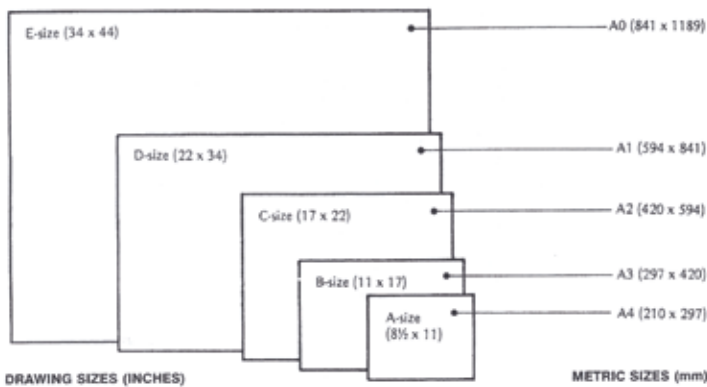 E-size (34 x 44)
A0 (841 x 1189)
D-size (22 x 34)
A1 (594 x 841)
C-size (17 x 22)
A2 (420 x 594)
B-size (11 x 17)
A3 (297 x 420)
A-size
(8½ x 11)
A4 (210 x 297)
DRAWING SIZES (INCHES)
METRIC SIZES (mm)